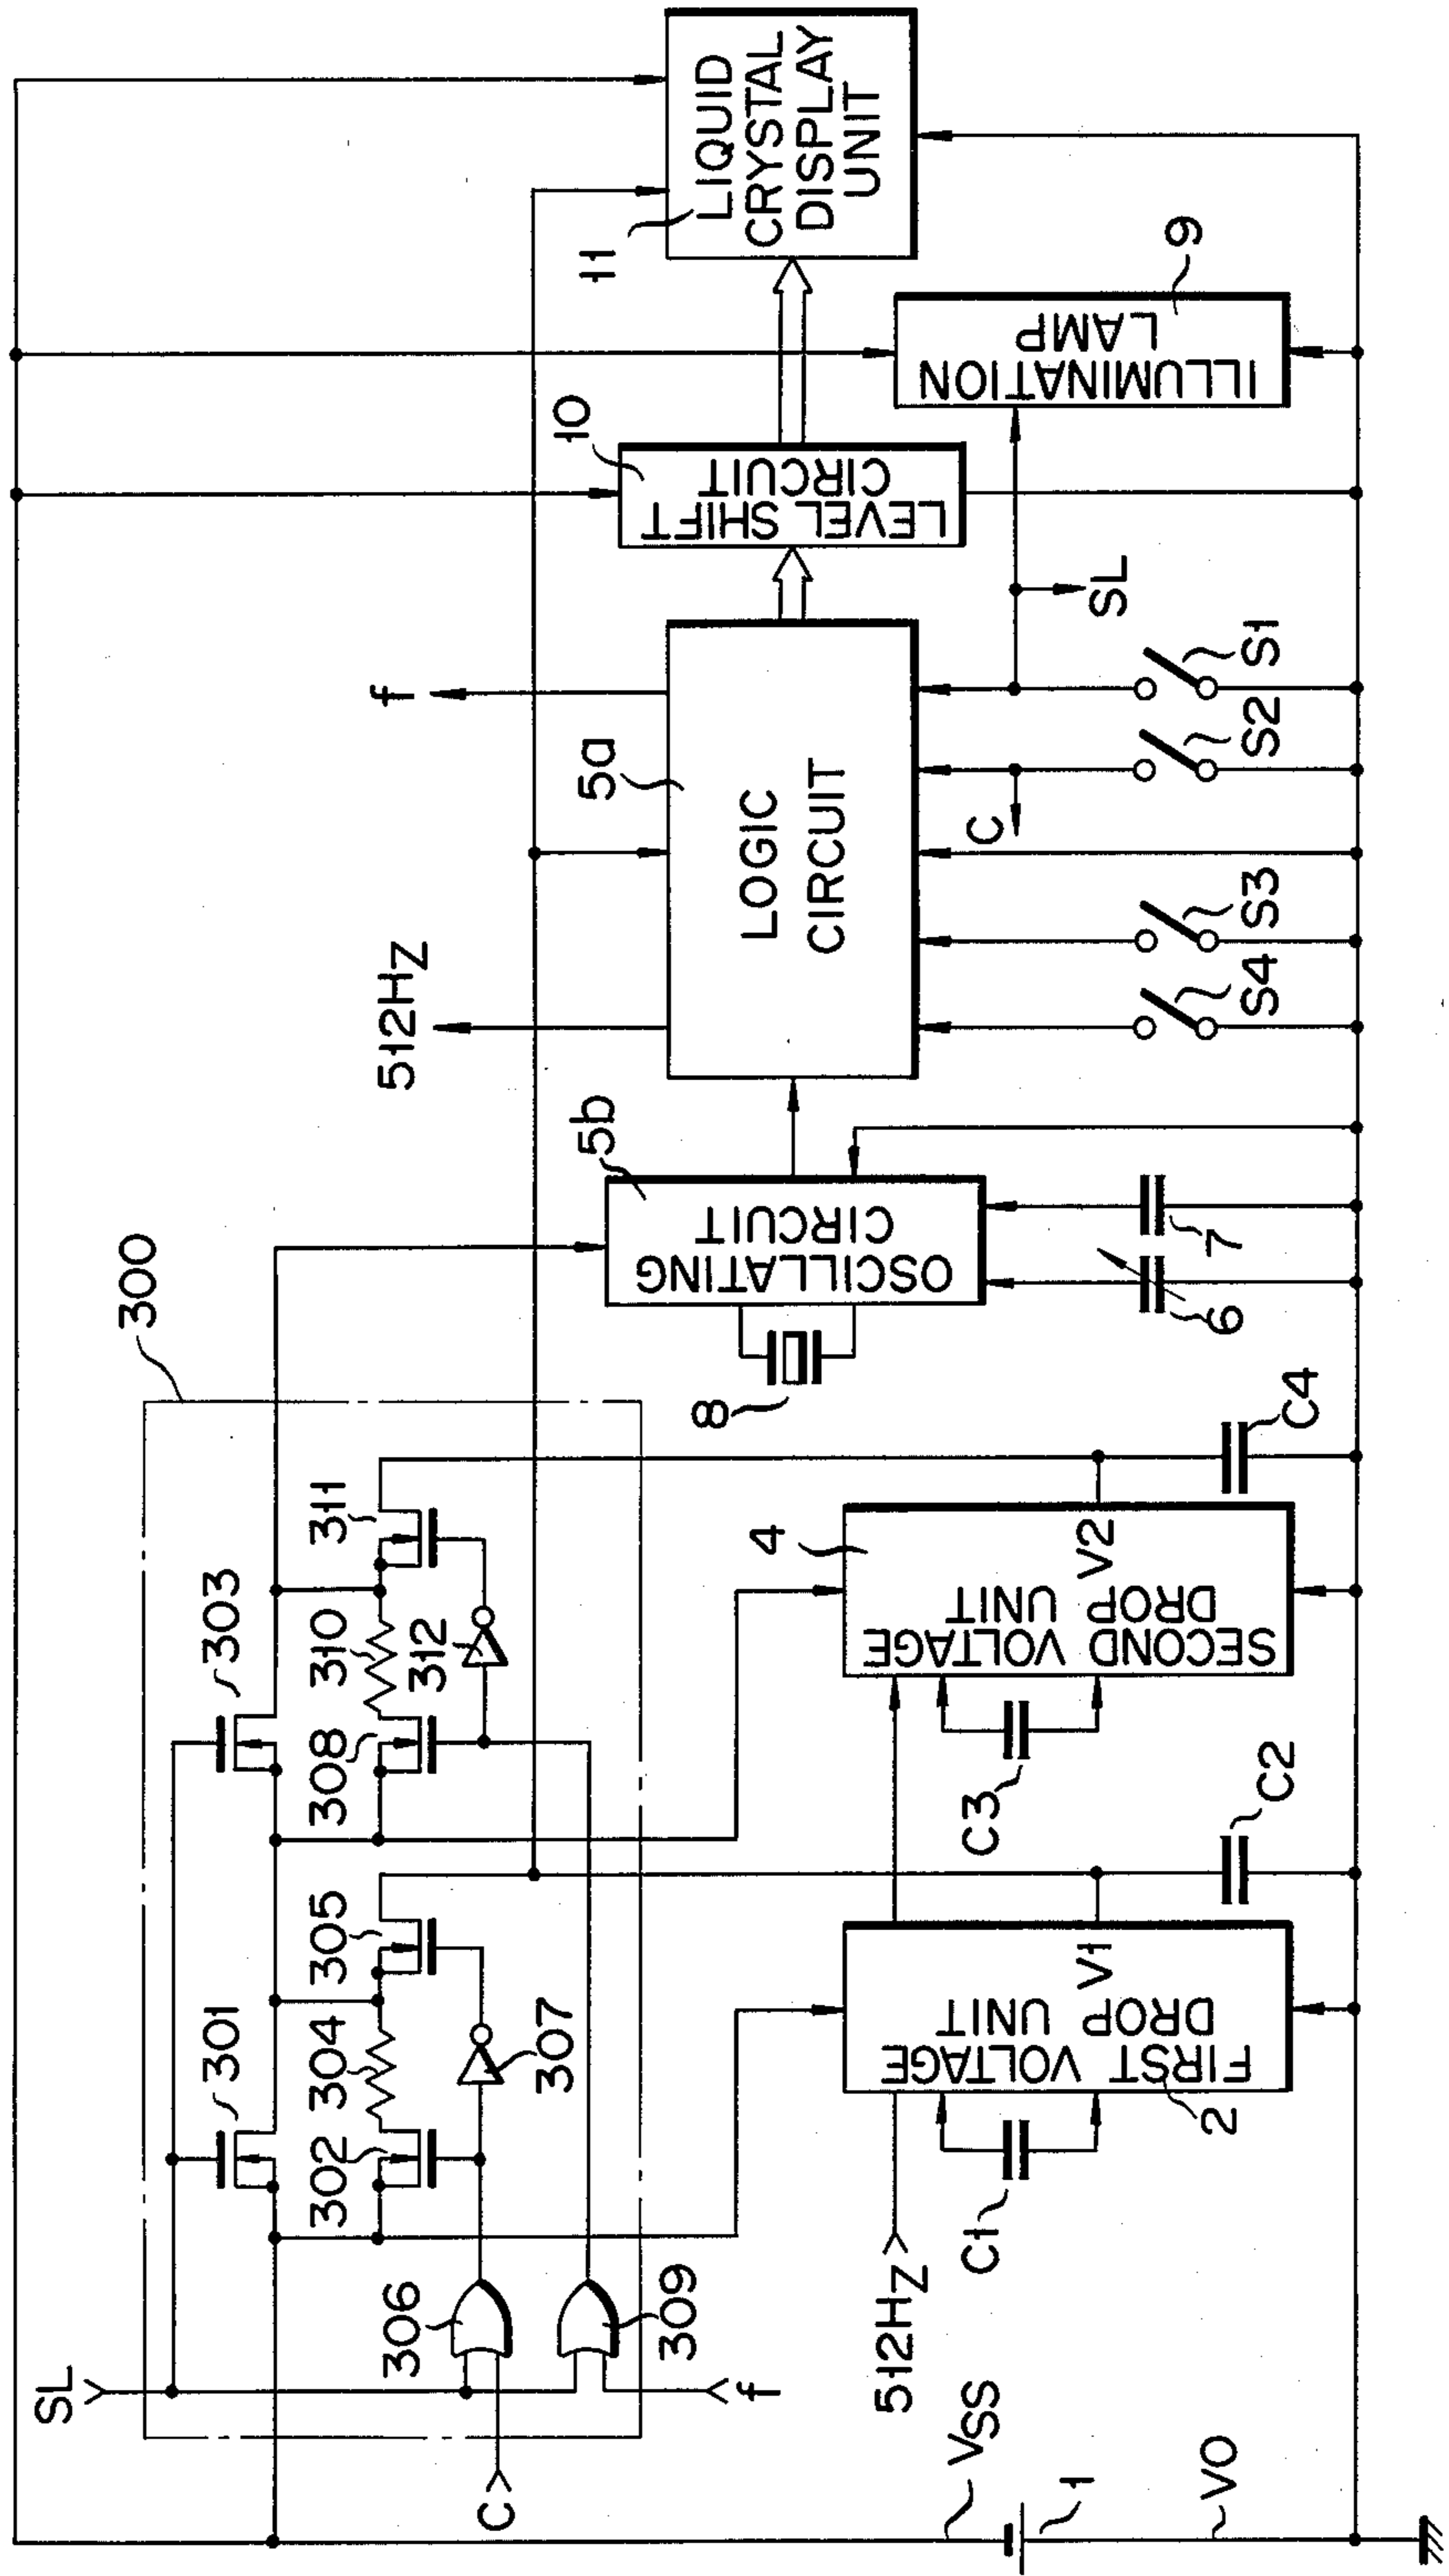 300
SL
301
303
302
304
305
308
310
311
306
307
312
309
C
f
512Hz
f
5b
5a
10
11
OSCILLATING
CIRCUIT
LOGIC
CIRCUIT
LEVEL SHIFT
CIRCUIT
LIQUID
CRYSTAL
DISPLAY
UNIT
8
4
9
ILLUMINATION
LAMP
512Hz
C1
FIRST VOLTAGE
DROP UNIT
V1
2
C3
SECOND VOLTAGE
DROP UNIT
V2
C
SL
VSS
1
VO
C2
C4
6
7
S4
S3
S2
S1